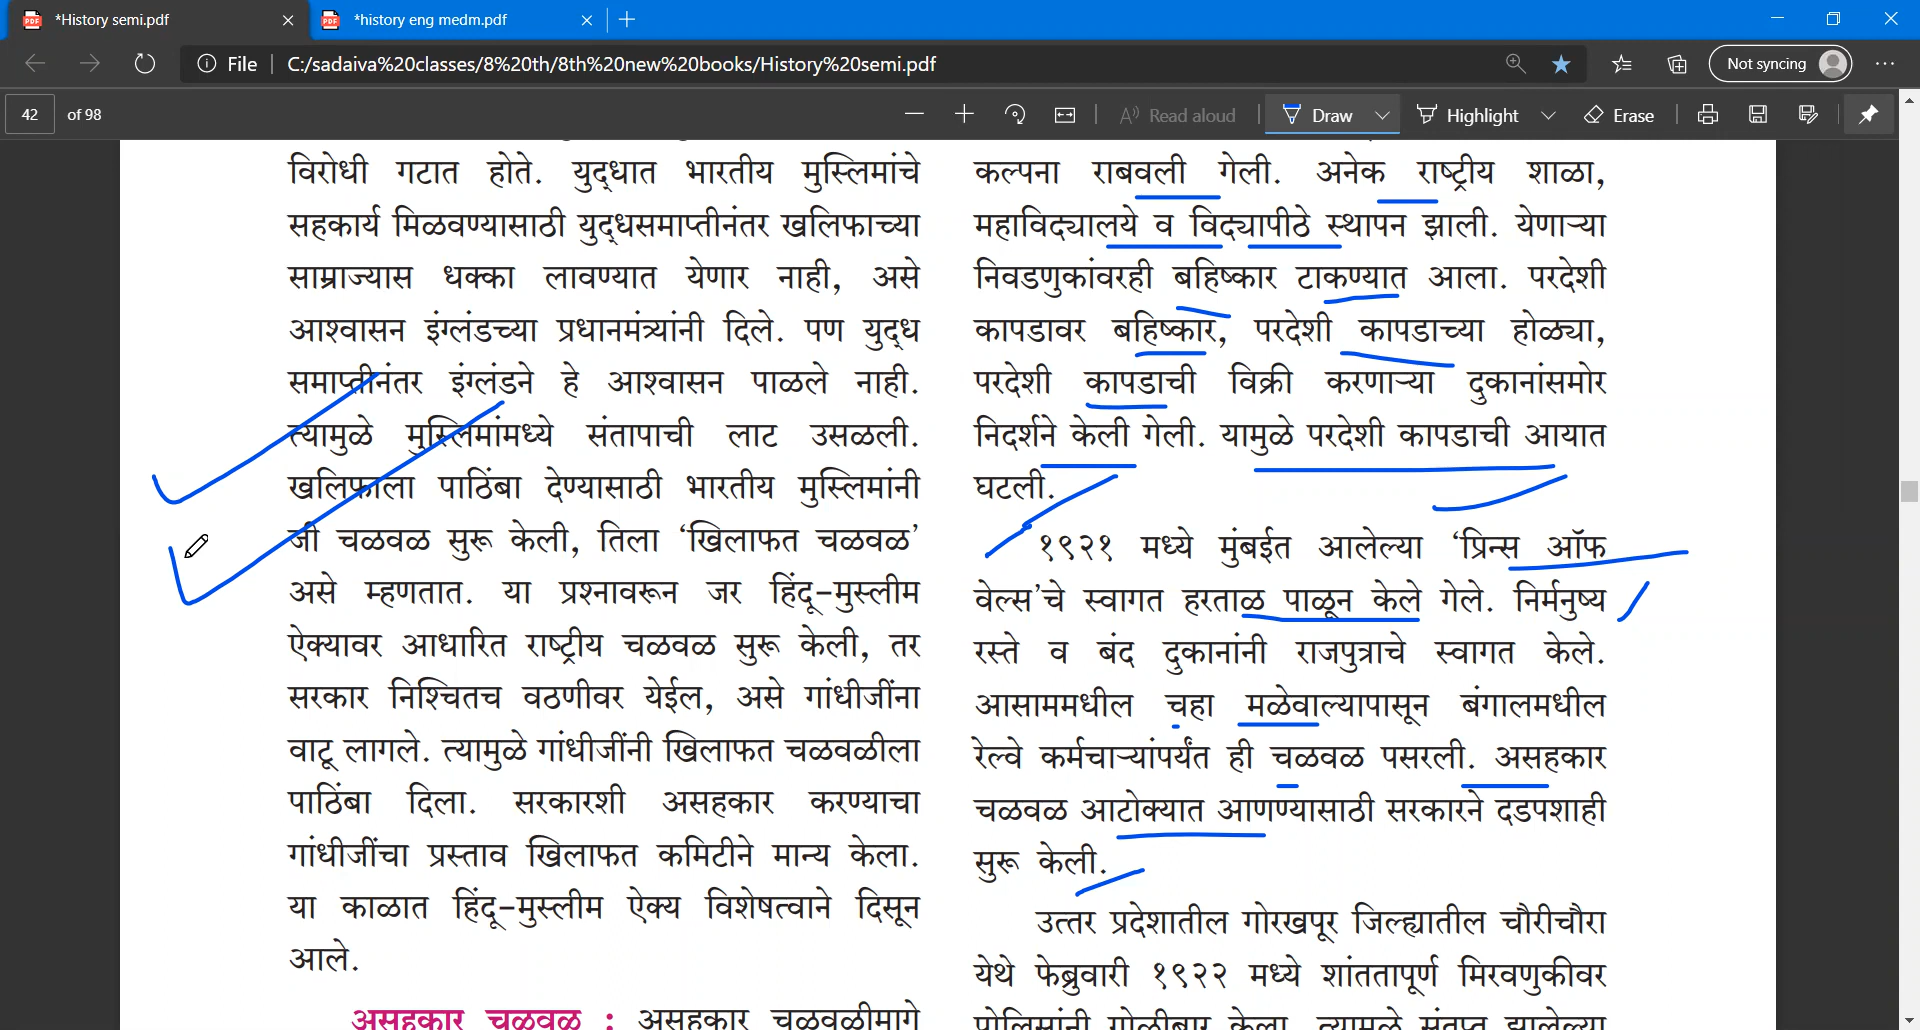 *History semi.pdf
*history eng medm.pdf
File
C:/sadaiva%20classes/8%20th/8th%20new%20books/History%20semi.pdf
Not syncing
42 of 98
Read aloud
Draw
Highlight
Erase
विरोधी गटात होते. युद्धात भारतीय मुस्लिमांचे
सहकार्य मिळवण्यासाठी युद्धसमाप्तीनंतर खलिफाच्या
साम्राज्यास धक्का लावण्यात येणार नाही, असे
आश्वासन इंग्लंडच्या प्रधानमंत्र्यांनी दिले. पण युद्ध
समाप्तीनंतर इंग्लंडने हे आश्वासन पाळले नाही.
त्यामुळे मुस्लिमांमध्ये संतापाची लाट उसळली.
खलिफाला पाठिंबा देण्यासाठी भारतीय मुस्लिमांनी
जी चळवळ सुरू केली, तिला ‘खिलाफत चळवळ’
असे म्हणतात. या प्रश्नावरून जर हिंदू-मुस्लीम
ऐक्यावर आधारित राष्ट्रीय चळवळ सुरू केली, तर
सरकार निश्चितच वठणीवर येईल, असे गांधीजींना
वाटू लागले. त्यामुळे गांधीजींनी खिलाफत चळवळीला
पाठिंबा दिला. सरकारशी असहकार करण्याचा
गांधीजींचा प्रस्ताव खिलाफत कमिटीने मान्य केला.
या काळात हिंदू-मुस्लीम ऐक्य विशेषत्वाने दिसून
आले.
असहकार चळवळ : असहकार चळवळीमागे
कल्पना राबवली गेली. अनेक राष्ट्रीय शाळा,
महाविद्यालये व विद्यापीठे स्थापन झाली. येणाऱ्या
निवडणुकांवरही बहिष्कार टाकण्यात आला. परदेशी
कापडावर बहिष्कार, परदेशी कापडाच्या होळ्या,
परदेशी कापडाची विक्री करणाऱ्या दुकानांसमोर
निदर्शने केली गेली. यामुळे परदेशी कापडाची आयात
घटली.
१९२१ मध्ये मुंबईत आलेल्या ‘प्रिन्स ऑफ
वेल्स’चे स्वागत हरताळ पाळून केले गेले. निर्मनुष्य
रस्ते व बंद दुकानांनी राजपुत्राचे स्वागत केले.
आसाममधील चहा मळेवाल्यापासून बंगालमधील
रेल्वे कर्मचाऱ्यांपर्यंत ही चळवळ पसरली. असहकार
चळवळ आटोक्यात आणण्यासाठी सरकारने दडपशाही
सुरू केली.
उत्तर प्रदेशातील गोरखपूर जिल्ह्यातील चौरीचौरा
येथे फेब्रुवारी १९२२ मध्ये शांततापूर्ण मिरवणुकीवर
पोलिसांनी गोळीबार केला. त्यामुळे संतप्त झालेल्या